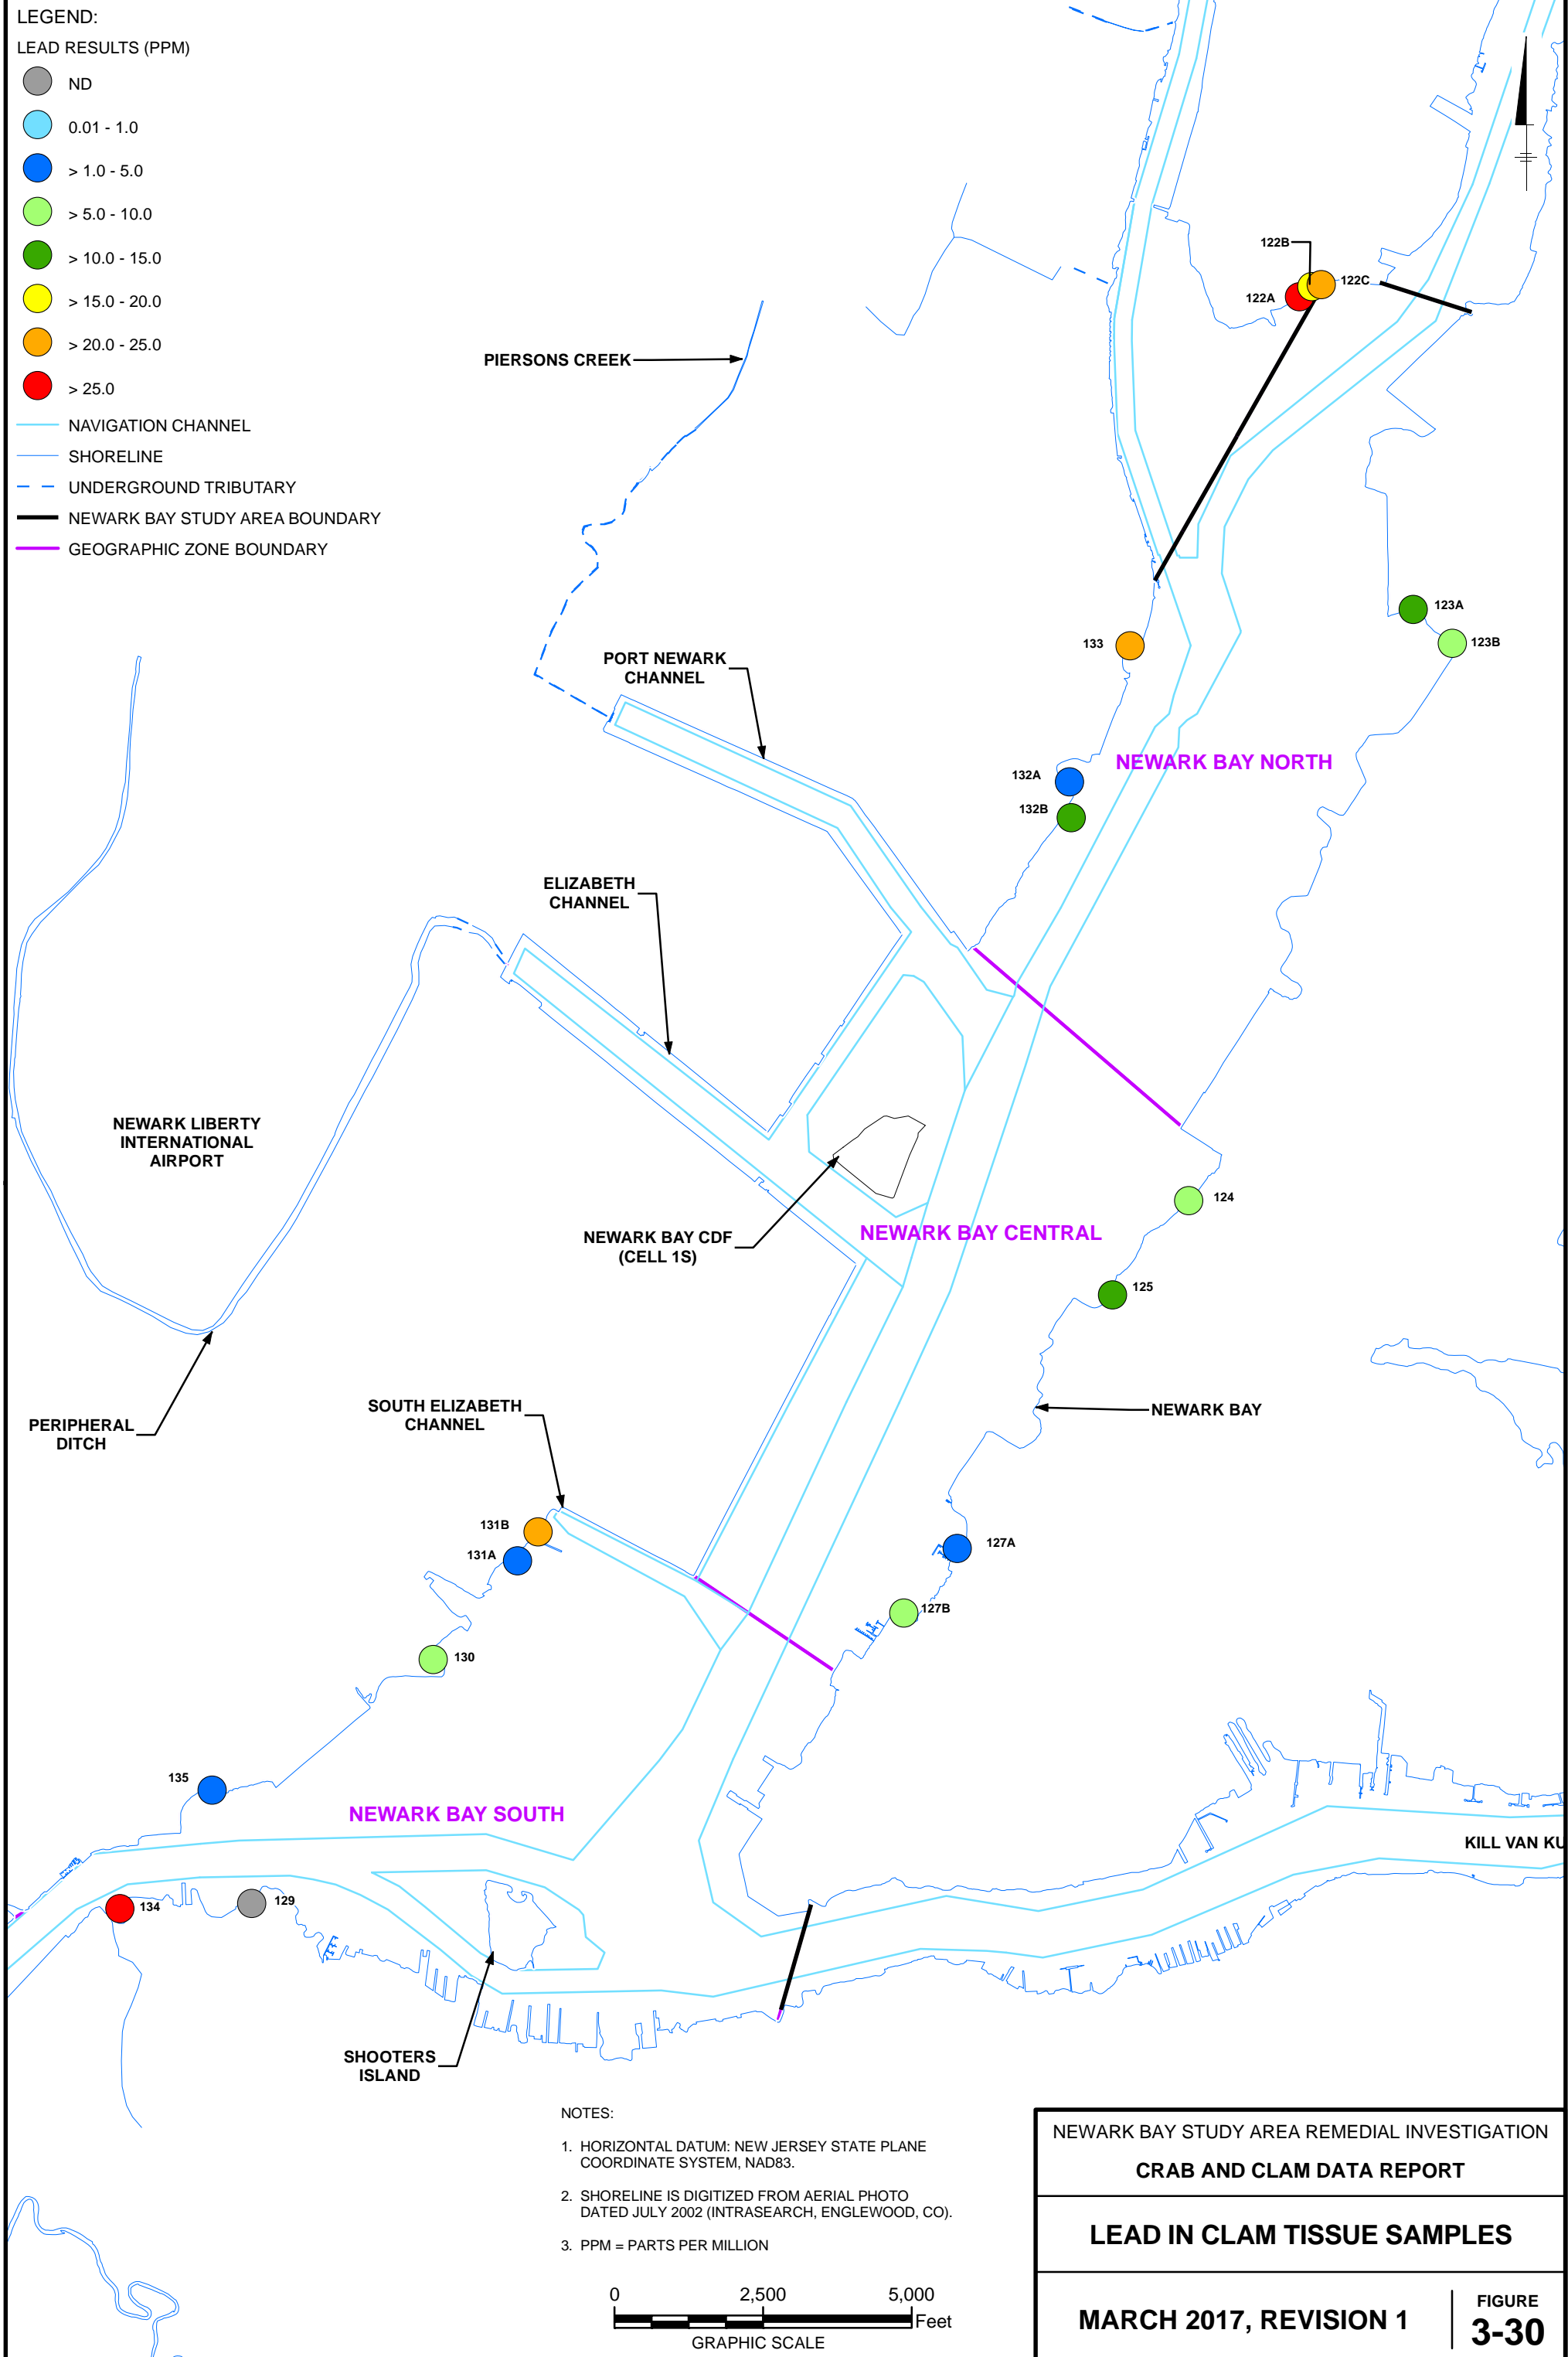 LEGEND:
LEAD RESULTS (PPM)
ND
0.01 - 1.0
> 1.0 - 5.0
> 5.0 - 10.0
> 10.0 - 15.0
> 15.0 - 20.0
> 20.0 - 25.0
> 25.0
NAVIGATION CHANNEL
SHORELINE
UNDERGROUND TRIBUTARY
NEWARK BAY STUDY AREA BOUNDARY
GEOGRAPHIC ZONE BOUNDARY
122B
122C
122A
PIERSONS CREEK
123A
123B
133
PORT NEWARK
CHANNEL
NEWARK BAY NORTH
132A
132B
ELIZABETH
CHANNEL
NEWARK LIBERTY
INTERNATIONAL
AIRPORT
124
NEWARK BAY CENTRAL
NEWARK BAY CDF
(CELL 1S)
125
SOUTH ELIZABETH
CHANNEL
NEWARK BAY
PERIPHERAL
DITCH
131B
131A
127A
127B
130
135
NEWARK BAY SOUTH
KILL VAN KU
134
129
SHOOTERS
ISLAND
NOTES:
1. HORIZONTAL DATUM: NEW JERSEY STATE PLANE
COORDINATE SYSTEM, NAD83.
2. SHORELINE IS DIGITIZED FROM AERIAL PHOTO
DATED JULY 2002 (INTRASEARCH, ENGLEWOOD, CO).
3. PPM = PARTS PER MILLION
0 2,500 5,000
Feet
GRAPHIC SCALE
NEWARK BAY STUDY AREA REMEDIAL INVESTIGATION
CRAB AND CLAM DATA REPORT
LEAD IN CLAM TISSUE SAMPLES
MARCH 2017, REVISION 1
FIGURE
3-30